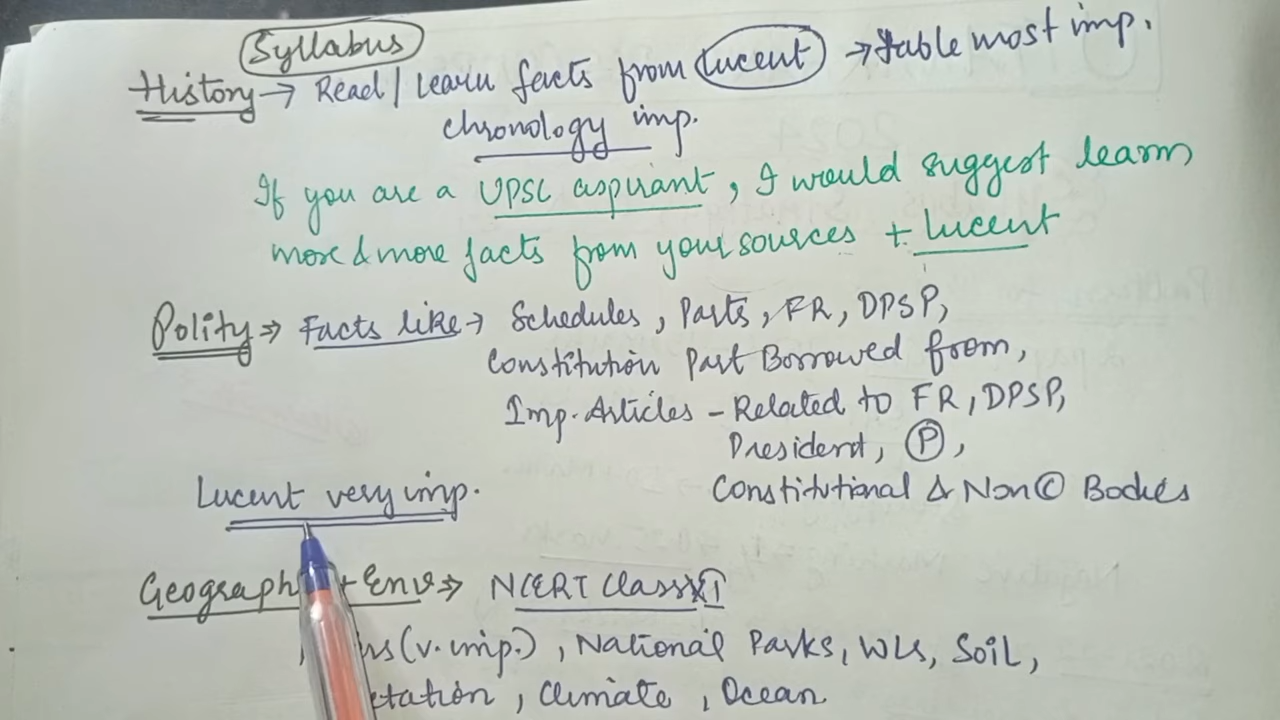 Syllabus
History → Read/Learn facts from Lucent → table most imp.
chronology imp.
If you are a UPSC aspirant, I would suggest learn
more & more facts from your sources + Lucent
Polity ⇒ Facts like → Schedules, Parts, FR, DPSP,
Constitution Part Borrowed from,
Imp. Articles - Related to FR, DPSP,
President, Ⓟ,
Lucent very imp.
Constitutional & Non © Bodies
Geograph + Env ⇒ NCERT Class XI
ns (v. imp.), National Parks, WLS, Soil,
etation, Climate, Ocean